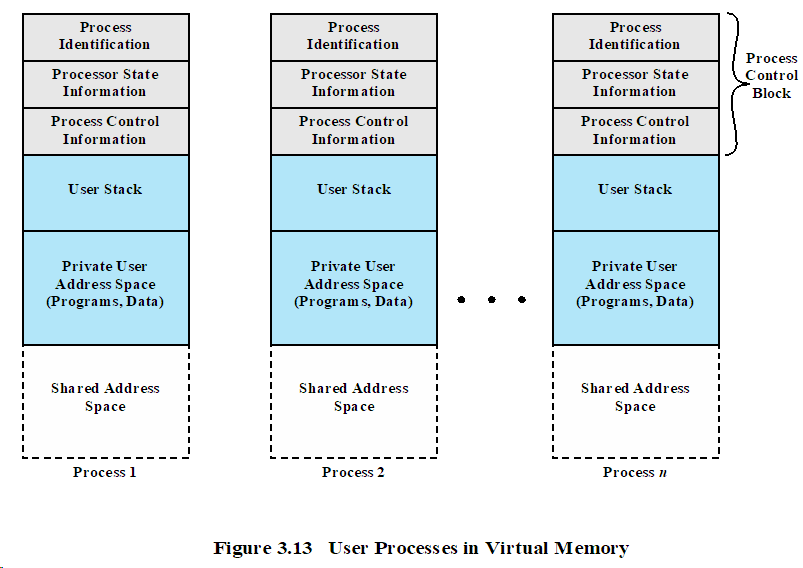 Process
Identification
Processor State
Information
Process Control
Information
User Stack
Private User
Address Space
(Programs, Data)
Shared Address
Space
Process 1
Process
Identification
Processor State
Information
Process Control
Information
User Stack
Private User
Address Space
(Programs, Data)
Shared Address
Space
Process 2
Process
Identification
Processor State
Information
Process Control
Information
User Stack
Private User
Address Space
(Programs, Data)
Shared Address
Space
Process n
Process
Control
Block
Figure 3.13 User Processes in Virtual Memory